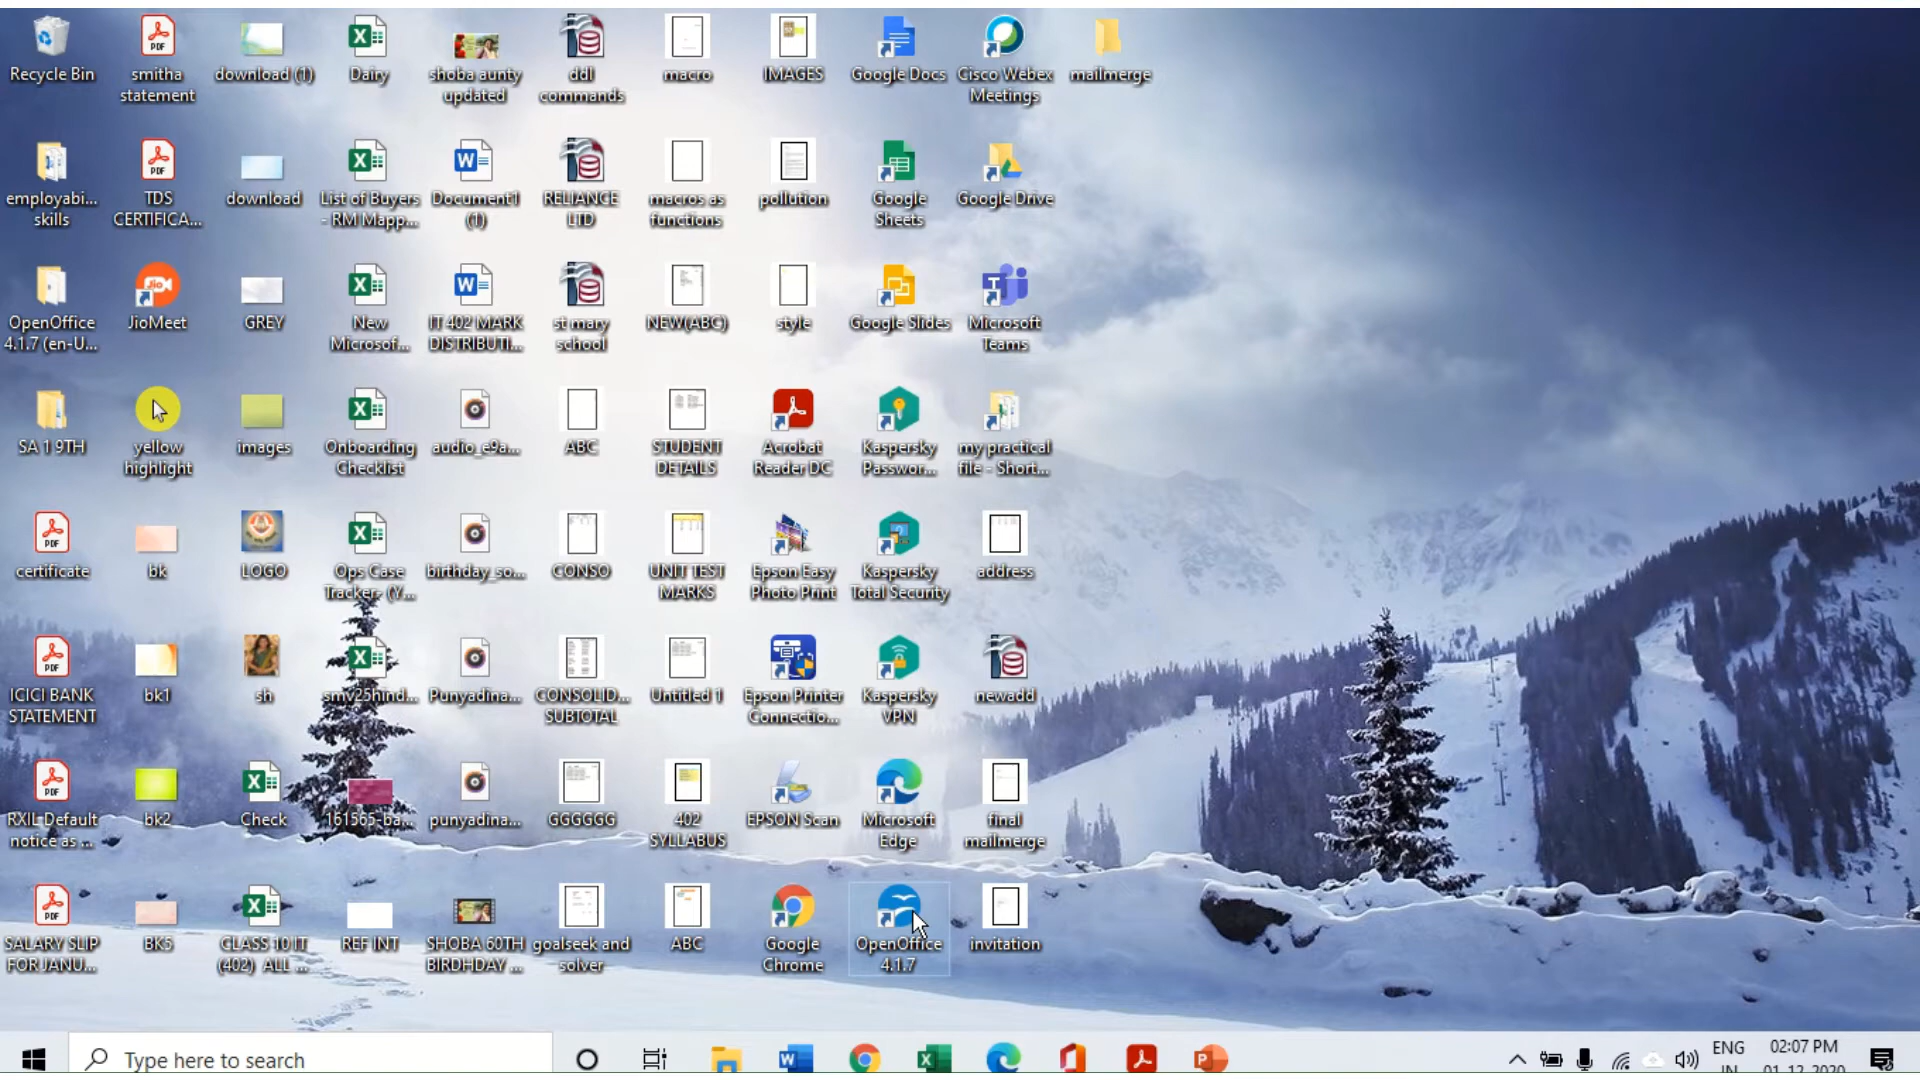 Recycle Bin
smitha
statement
download (1)
Dairy
shoba aunty
updated
ddl
commands
macro
IMAGES
Google Docs
Cisco Webex
Meetings
mailmerge
employabi...
skills
TDS
CERTIFICA...
download
List of Buyers
- RM Mapp...
Document1
(1)
RELIANCE
LTD
macros as
functions
pollution
Google
Sheets
Google Drive
OpenOffice
4.1.7 (en-U...
JioMeet
GREY
New
Microsof...
IT 402 MARK
DISTRIBUTI...
st mary
school
NEW(ABC)
style
Google Slides
Microsoft
Teams
SA 1 9TH
yellow
highlight
images
Onboarding
Checklist
audio_e9a...
ABC
STUDENT
DETAILS
Acrobat
Reader DC
Kaspersky
Passwor...
my practical
file - Short...
certificate
bk
LOGO
Ops Case
Tracker- (Y...
birthday_so...
CONSO
UNIT TEST
MARKS
Epson Easy
Photo Print
Kaspersky
Total Security
address
ICICI BANK
STATEMENT
bk1
sh
smv25hind...
Punyadina...
CONSOLID...
SUBTOTAL
Untitled 1
Epson Printer
Connectio...
Kaspersky
VPN
newadd
RXIL Default
notice as ...
bk2
Check
161565-ba...
punyadina...
GGGGGG
402
SYLLABUS
EPSON Scan
Microsoft
Edge
final
mailmerge
SALARY SLIP
FOR JANU...
BK5
CLASS 10 IT
(402) ALL ...
REF INT
SHOBA 60TH
BIRDHDAY ...
goalseek and
solver
ABC
Google
Chrome
OpenOffice
4.1.7
invitation
Type here to search
ENG
IN
02:07 PM
01-12-2020